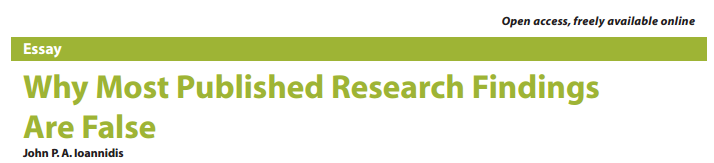 Open access, freely available online
Essay
Why Most Published Research Findings
Are False
John P. A. Ioannidis